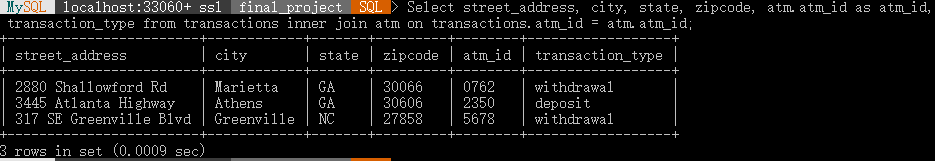 MySQL localhost:33060+ ssl final_project SQL > Select street_address, city, state, zipcode, atm.atm_id as atm_id,
transaction_type from transactions inner join atm on transactions.atm_id = atm.atm_id;
+----------------------+------------+-------+---------+--------+------------------+
| street_address       | city       | state | zipcode | atm_id | transaction_type |
+----------------------+------------+-------+---------+--------+------------------+
| 2880 Shallowford Rd  | Marietta   | GA    | 30066   | 0762   | withdrawal       |
| 3445 Atlanta Highway | Athens     | GA    | 30606   | 2350   | deposit          |
| 317 SE Greenville Blvd | Greenville | NC    | 27858   | 5678   | withdrawal       |
+----------------------+------------+-------+---------+--------+------------------+
3 rows in set (0.0009 sec)